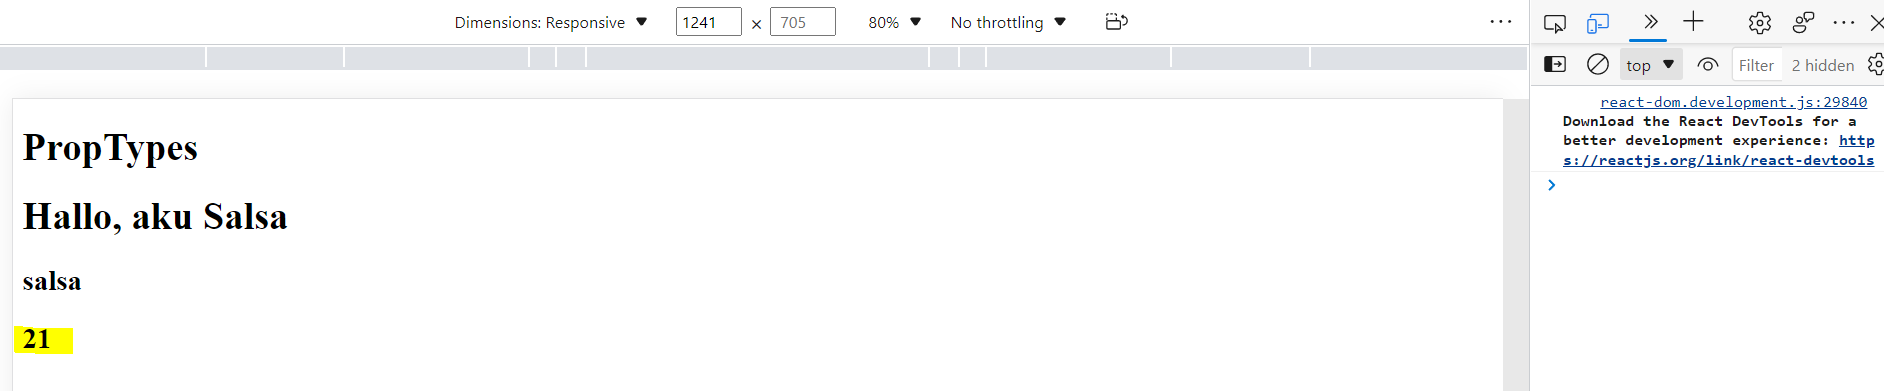 Dimensions: Responsive ▼ 1241 × 705 80% ▼ No throttling ▼ ...
top ▼ Filter 2 hidden
react-dom.development.js:29840
Download the React DevTools for a
better development experience: http
s://reactjs.org/link/react-devtools
PropTypes
Hallo, aku Salsa
salsa
21